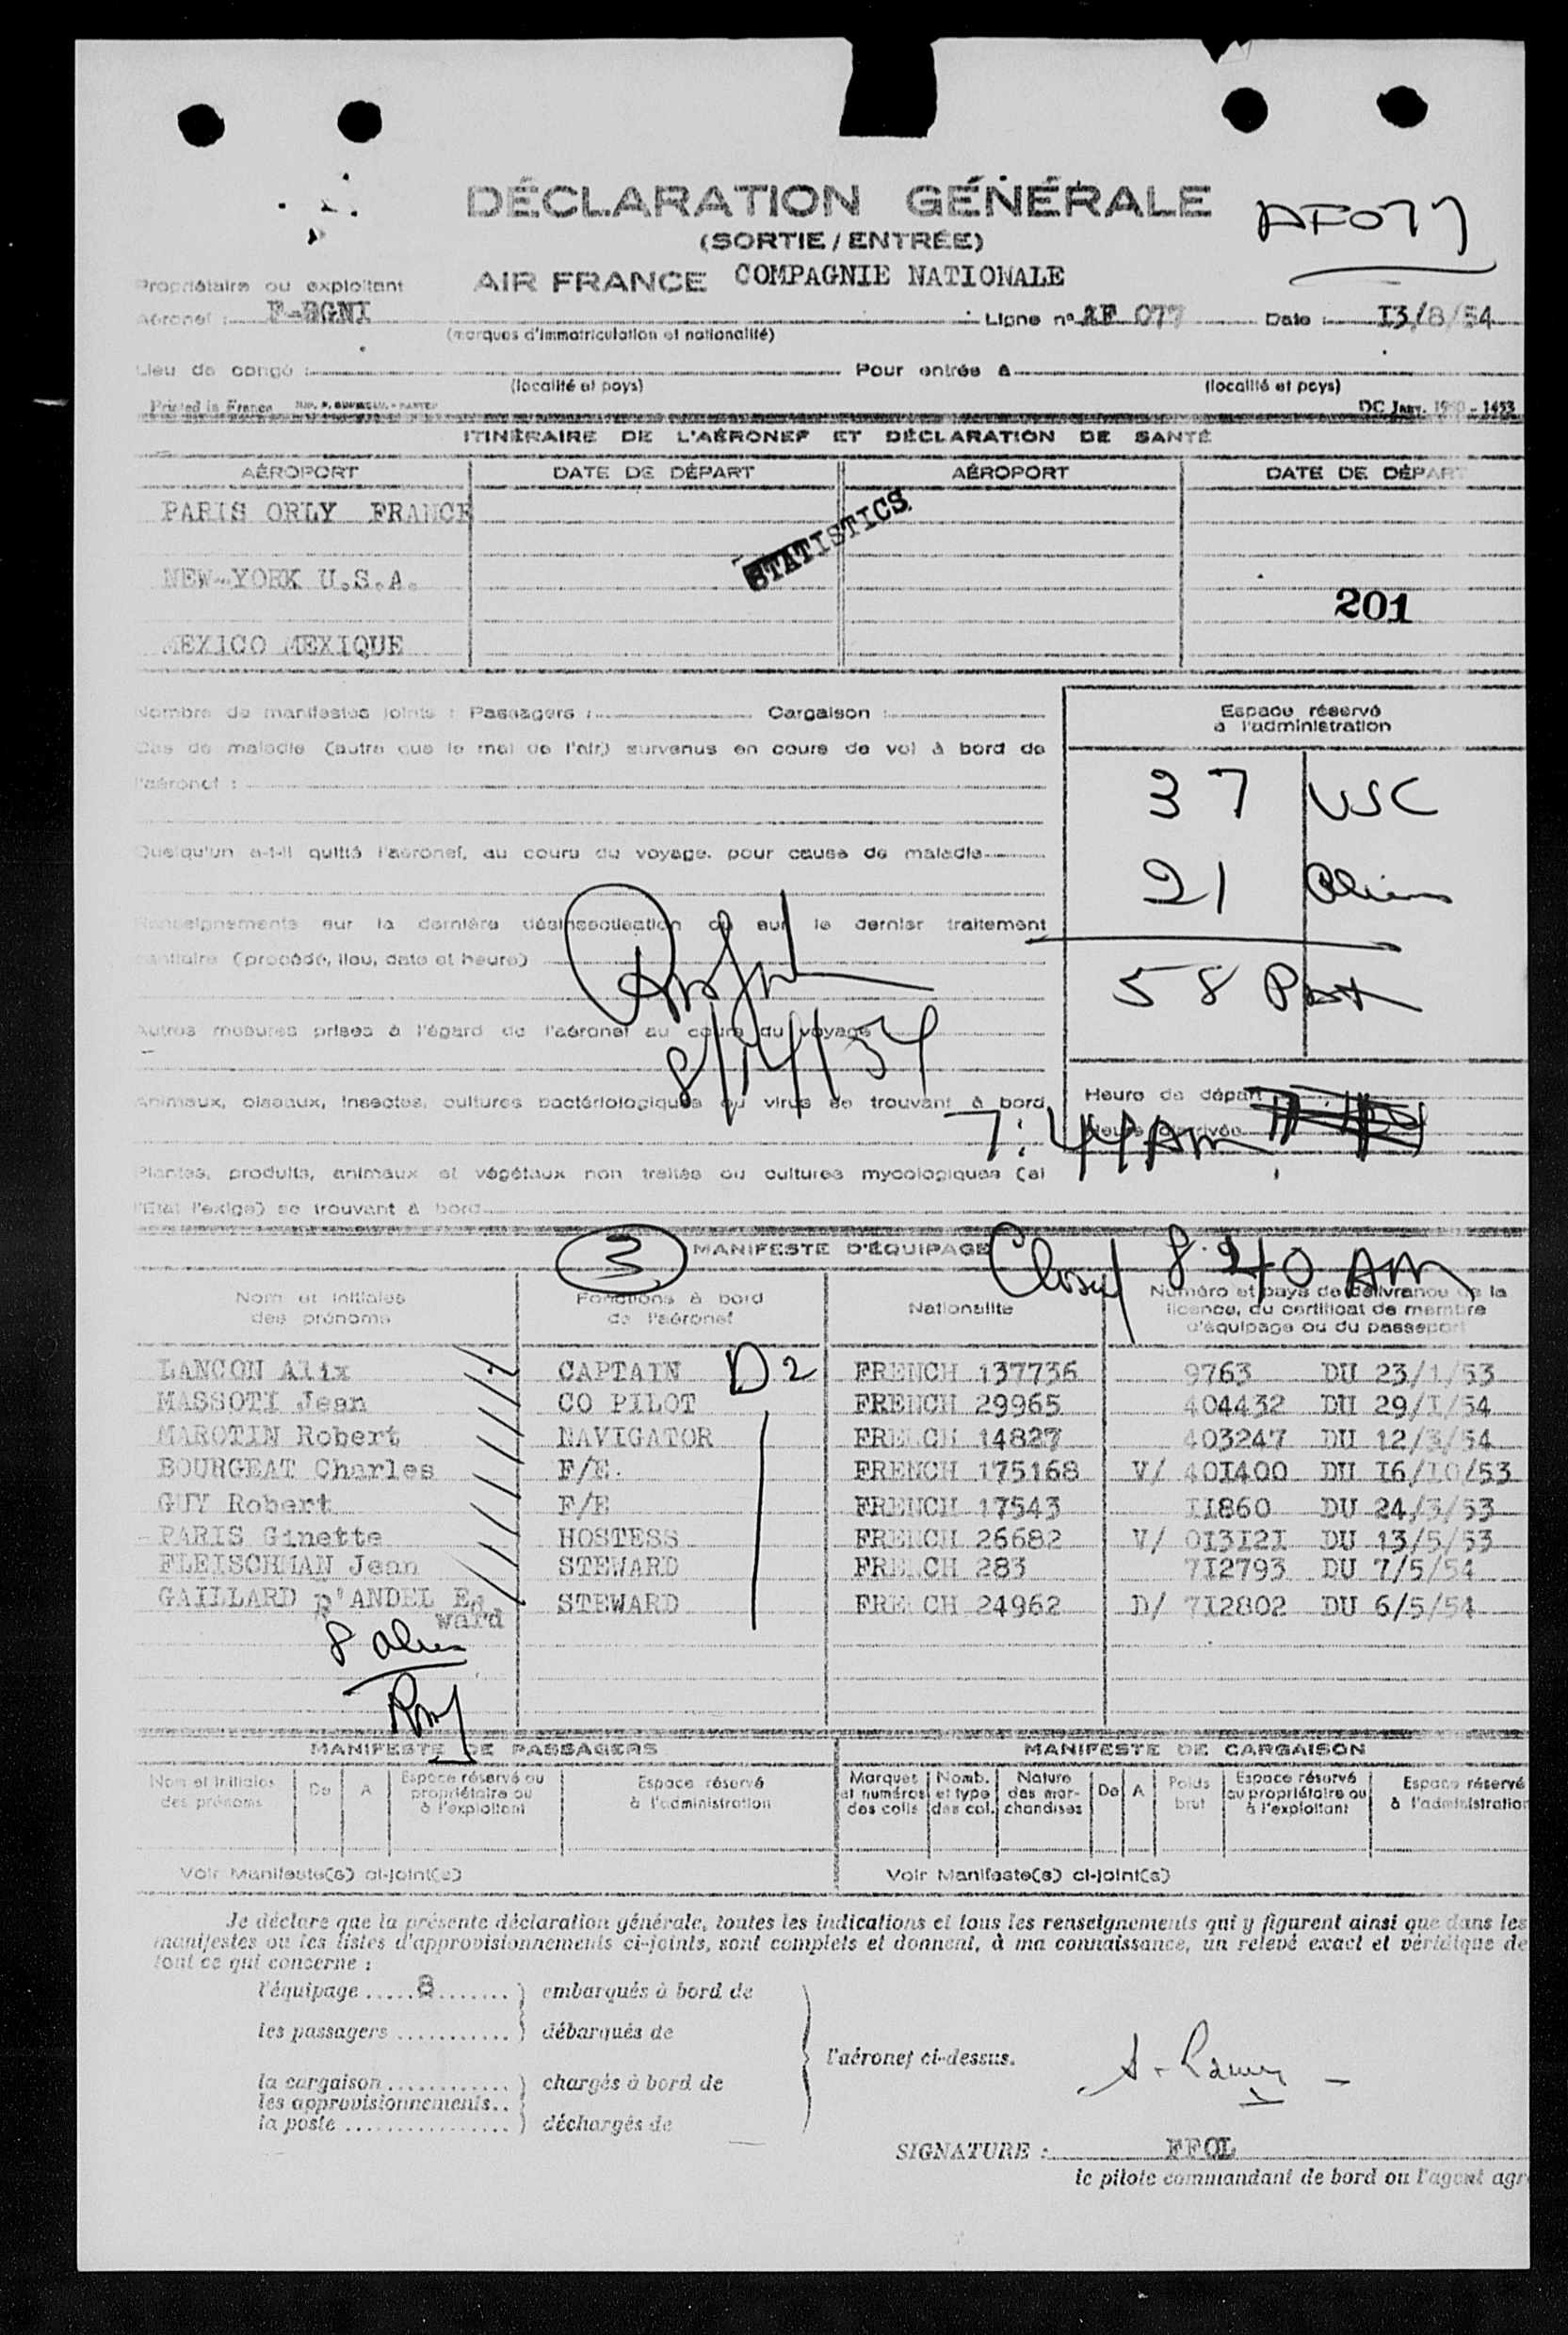 DÉCLARATION GÉNÉRALE
AF077
(SORTIE / ENTRÉE)
Propriétaire ou exploitant AIR FRANCE COMPAGNIE NATIONALE
Aéronef : F-BGNI Ligne n° AF 077 Date : I3/8/54
(marques d'immatriculation et nationalité)
Lieu de congé : Pour entrée à
(localité et pays) (localité et pays)
Printed in France DC Janv. - 1453
ITINÉRAIRE DE L'AÉRONEF ET DÉCLARATION DE SANTÉ
AÉROPORT DATE DE DÉPART AÉROPORT DATE DE DÉPART
PARIS ORLY FRANCE
STATISTICS
NEW-YORK U.S.A.
201
MEXICO MEXIQUE
Nombre de manifestes joints : Passagers : Cargaison :
Espace réservé
à l'administration
Cas de maladie (autre que le mal de l'air) survenus en cours de vol à bord de
l'aéronef :
37 USC
Quelqu'un a-t-il quitté l'aéronef, au cours du voyage, pour cause de maladie
21 Aliens
Renseignements sur la dernière désinsectisation ou sur le dernier traitement
sanitaire (procédé, lieu, date et heure)
58 Pax
Autres mesures prises à l'égard de l'aéronef au cours du voyage
8/14/54
Animaux, oiseaux, insectes, cultures bactériologiques ou virus se trouvant à bord
Heure de départ
Heure d'arrivée
7:44 AM
Plantes, produits, animaux et végétaux non traités ou cultures mycologiques (si
l'État l'exige) se trouvant à bord
3 MANIFESTE D'ÉQUIPAGE Closed 8:40 AM
Nom et initiales des prénoms
Fonctions à bord de l'aéronef
Nationalité
Numéro et pays de délivrance de la licence, du certificat de membre d'équipage ou du passeport
LANCON Alix CAPTAIN D2 FRENCH 137736 9763 DU 23/1/53
MASSOTI Jean CO PILOT FRENCH 29965 404432 DU 29/I/54
MAROTIN Robert NAVIGATOR FRENCH 14827 403247 DU 12/3/54
BOURGEAT Charles F/E. FRENCH 175168 V/ 40I400 DU I6/I0/53
GUY Robert F/E FRENCH 17543 II860 DU 24/3/53
PARIS Ginette HOSTESS FRENCH 26682 V/ 0I3I2I DU 13/5/53
FLEISCHMAN Jean STEWARD FRENCH 283 7I2793 DU 7/5/54
GAILLARD D'ANDEL Ed STEWARD FRENCH 24962 D/ 7I2802 DU 6/5/54
ward
8 alien
MANIFESTE DE PASSAGERS MANIFESTE DE CARGAISON
Nom et initiales des prénoms
De
A
Espace réservé au propriétaire ou à l'exploitant
Espace réservé à l'administration
Marques et numéros des colis
Nomb. et type des col.
Nature des marchandises
De
A
Poids brut
Espace réservé au propriétaire ou à l'exploitant
Espace réservé à l'administration
Voir Manifeste(s) ci-joint(s) Voir Manifeste(s) ci-joint(s)
Je déclare que la présente déclaration générale, toutes les indications et tous les renseignements qui y figurent ainsi que dans les
manifestes ou les listes d'approvisionnements ci-joints, sont complets et donnent, à ma connaissance, un relevé exact et véridique de
tout ce qui concerne :
l'équipage ..... 8 ....... ) embarqués à bord de
les passagers ............ ) débarqués de
l'aéronef ci-dessus.
la cargaison ............ ) chargés à bord de
les approvisionnements..
la poste ................. ) déchargés de
SIGNATURE : FFOL
le pilote commandant de bord ou l'agent agr